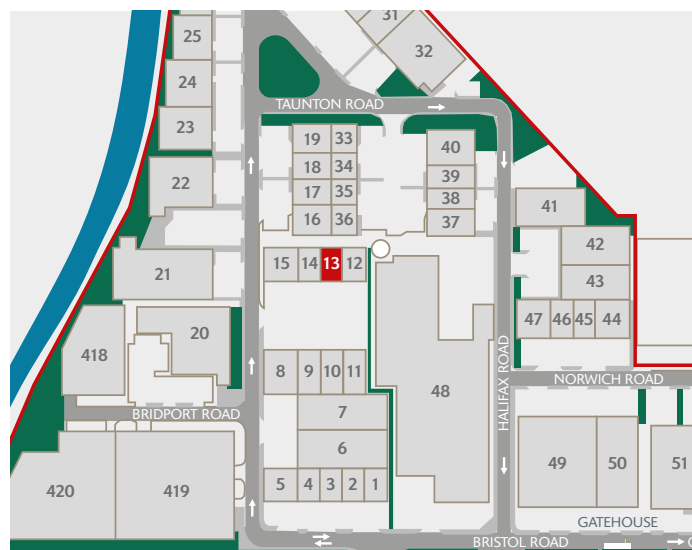 31
25
32
24
TAUNTON ROAD
23
19 33
40
18 34
39
22
17 35
38
41
16 36
37
42
15 14 13 12
21
43
47 46 45 44
20
418
HALIFAX ROAD
8 9 10 11
NORWICH ROAD
48
7
BRIDPORT ROAD
6
49 50 51
5 4 3 2 1
420 419
GATEHOUSE
BRISTOL ROAD